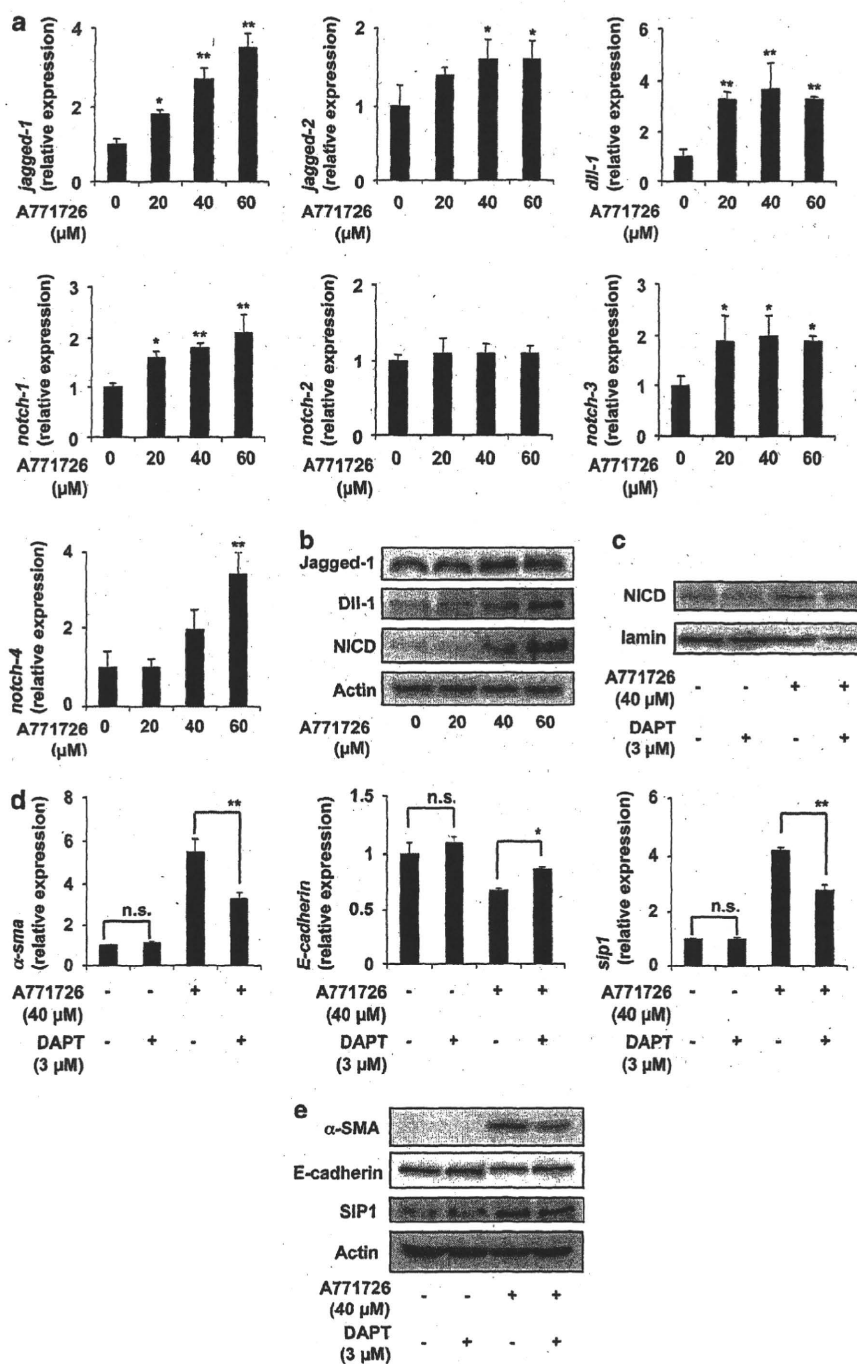 a
jagged-1
(relative expression)
4
2
0
*
**
**
0 20 40 60
A771726
(µM)
jagged-2
(relative expression)
2
1
0
*
*
0 20 40 60
A771726
(µM)
dll-1
(relative expression)
6
4
2
0
**
**
**
0 20 40 60
A771726
(µM)
notch-1
(relative expression)
3
2
1
0
*
**
**
0 20 40 60
A771726
(µM)
notch-2
(relative expression)
2
1
0
0 20 40 60
A771726
(µM)
notch-3
(relative expression)
3
2
1
0
*
*
*
0 20 40 60
A771726
(µM)
notch-4
(relative expression)
4
2
0
**
0 20 40 60
A771726
(µM)
b
Jagged-1
Dll-1
NICD
Actin
0 20 40 60
A771726
(µM)
c
NICD
lamin
A771726 - - + +
(40 µM)
DAPT - + - +
(3 µM)
d
α-sma
(relative expression)
8
6
4
2
0
n.s.
**
A771726 - - + +
(40 µM)
DAPT - + - +
(3 µM)
E-cadherin
(relative expression)
1.5
1
0.5
0
n.s.
*
A771726 - - + +
(40 µM)
DAPT - + - +
(3 µM)
sip1
(relative expression)
6
4
2
0
n.s.
**
A771726 - - + +
(40 µM)
DAPT - + - +
(3 µM)
e
α-SMA
E-cadherin
SIP1
Actin
A771726 - - + +
(40 µM)
DAPT - + - +
(3 µM)